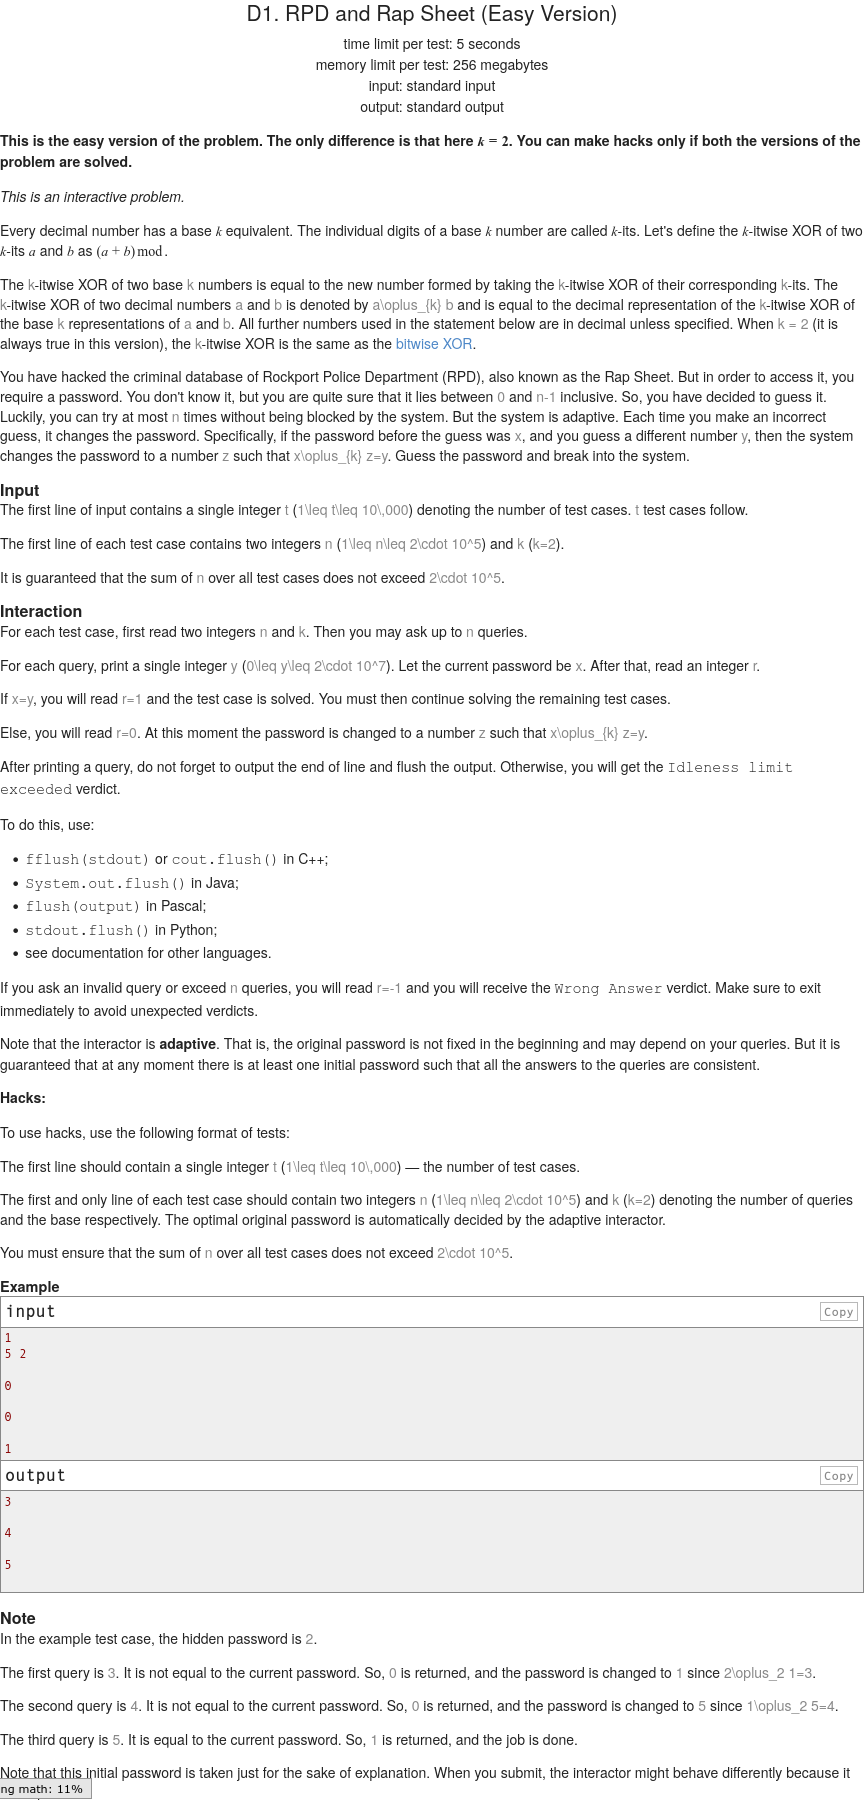 D1. RPD and Rap Sheet (Easy Version)
time limit per test: 5 seconds
memory limit per test: 256 megabytes
input: standard input
output: standard output
This is the easy version of the problem. The only difference is that here k = 2. You can make hacks only if both the versions of the
problem are solved.
This is an interactive problem.
Every decimal number has a base k equivalent. The individual digits of a base k number are called k-its. Let's define the k-itwise XOR of two
k-its a and b as (a + b) mod .
The k-itwise XOR of two base k numbers is equal to the new number formed by taking the k-itwise XOR of their corresponding k-its. The
k-itwise XOR of two decimal numbers a and b is denoted by a\oplus_{k} b and is equal to the decimal representation of the k-itwise XOR of
the base k representations of a and b. All further numbers used in the statement below are in decimal unless specified. When k = 2 (it is
always true in this version), the k-itwise XOR is the same as the bitwise XOR.
You have hacked the criminal database of Rockport Police Department (RPD), also known as the Rap Sheet. But in order to access it, you
require a password. You don't know it, but you are quite sure that it lies between 0 and n-1 inclusive. So, you have decided to guess it.
Luckily, you can try at most n times without being blocked by the system. But the system is adaptive. Each time you make an incorrect
guess, it changes the password. Specifically, if the password before the guess was x, and you guess a different number y, then the system
changes the password to a number z such that x\oplus_{k} z=y. Guess the password and break into the system.
Input
The first line of input contains a single integer t (1\leq t\leq 10\,000) denoting the number of test cases. t test cases follow.
The first line of each test case contains two integers n (1\leq n\leq 2\cdot 10^5) and k (k=2).
It is guaranteed that the sum of n over all test cases does not exceed 2\cdot 10^5.
Interaction
For each test case, first read two integers n and k. Then you may ask up to n queries.
For each query, print a single integer y (0\leq y\leq 2\cdot 10^7). Let the current password be x. After that, read an integer r.
If x=y, you will read r=1 and the test case is solved. You must then continue solving the remaining test cases.
Else, you will read r=0. At this moment the password is changed to a number z such that x\oplus_{k} z=y.
After printing a query, do not forget to output the end of line and flush the output. Otherwise, you will get the Idleness limit
exceeded verdict.
To do this, use:
• fflush(stdout) or cout.flush() in C++;
• System.out.flush() in Java;
• flush(output) in Pascal;
• stdout.flush() in Python;
• see documentation for other languages.
If you ask an invalid query or exceed n queries, you will read r=-1 and you will receive the Wrong Answer verdict. Make sure to exit
immediately to avoid unexpected verdicts.
Note that the interactor is adaptive. That is, the original password is not fixed in the beginning and may depend on your queries. But it is
guaranteed that at any moment there is at least one initial password such that all the answers to the queries are consistent.
Hacks:
To use hacks, use the following format of tests:
The first line should contain a single integer t (1\leq t\leq 10\,000) — the number of test cases.
The first and only line of each test case should contain two integers n (1\leq n\leq 2\cdot 10^5) and k (k=2) denoting the number of queries
and the base respectively. The optimal original password is automatically decided by the adaptive interactor.
You must ensure that the sum of n over all test cases does not exceed 2\cdot 10^5.
Example
input
Copy
1
5 2
0
0
1
output
Copy
3
4
5
Note
In the example test case, the hidden password is 2.
The first query is 3. It is not equal to the current password. So, 0 is returned, and the password is changed to 1 since 2\oplus_2 1=3.
The second query is 4. It is not equal to the current password. So, 0 is returned, and the password is changed to 5 since 1\oplus_2 5=4.
The third query is 5. It is equal to the current password. So, 1 is returned, and the job is done.
Note that this initial password is taken just for the sake of explanation. When you submit, the interactor might behave differently because it
ng math: 11%